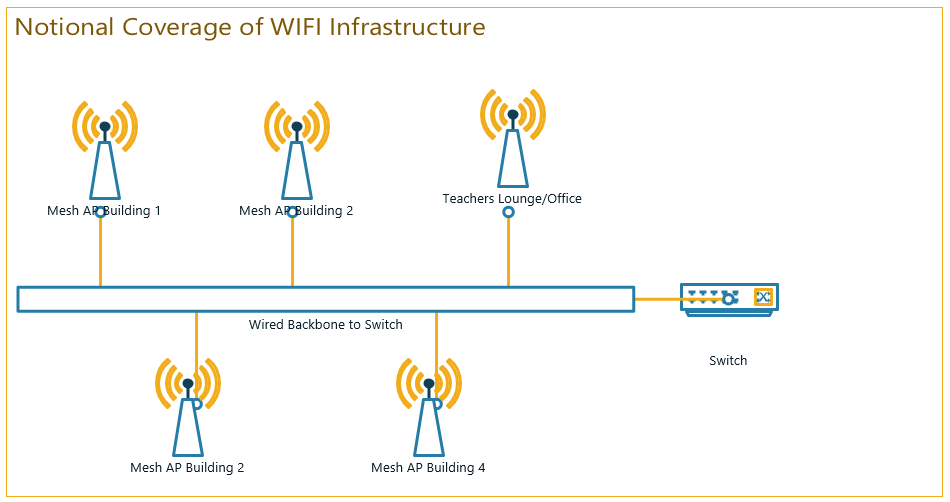 Notional Coverage of WIFI Infrastructure
Teachers Lounge/Office
Mesh AP Building 1
Mesh AP Building 2
Wired Backbone to Switch
Switch
Mesh AP Building 2
Mesh AP Building 4